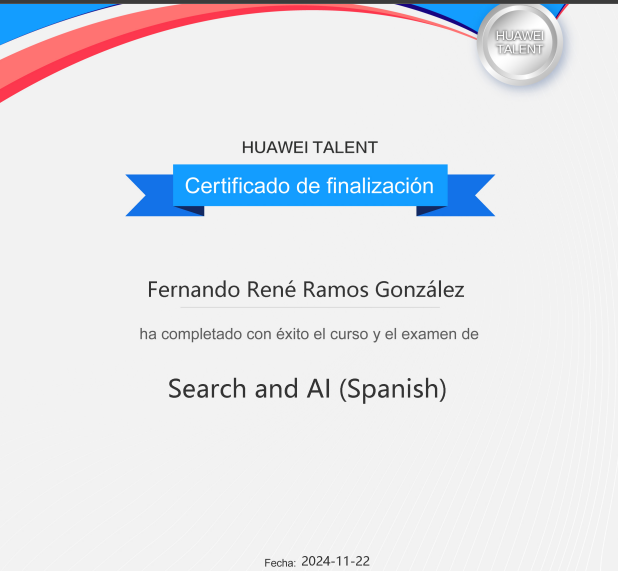 HUAWEI
TALENT
HUAWEI TALENT
Certificado de finalización
Fernando René Ramos González
ha completado con éxito el curso y el examen de
Search and AI (Spanish)
Fecha: 2024-11-22